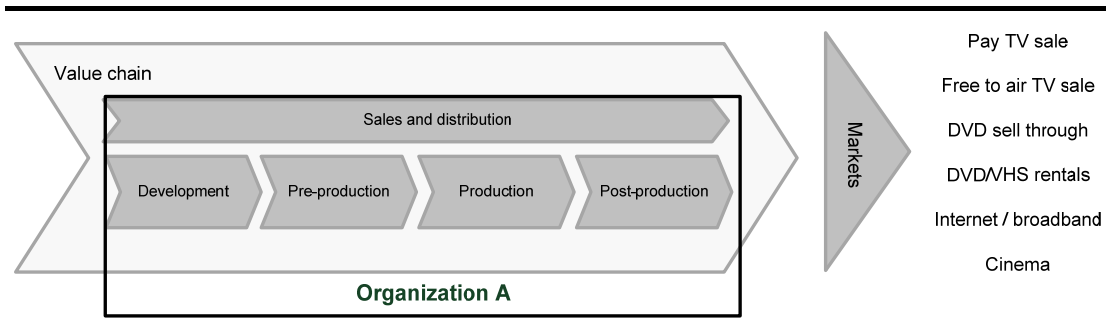 Value chain
Sales and distribution
Development
Pre-production
Production
Post-production
Organization A
Markets
Pay TV sale
Free to air TV sale
DVD sell through
DVD/VHS rentals
Internet / broadband
Cinema